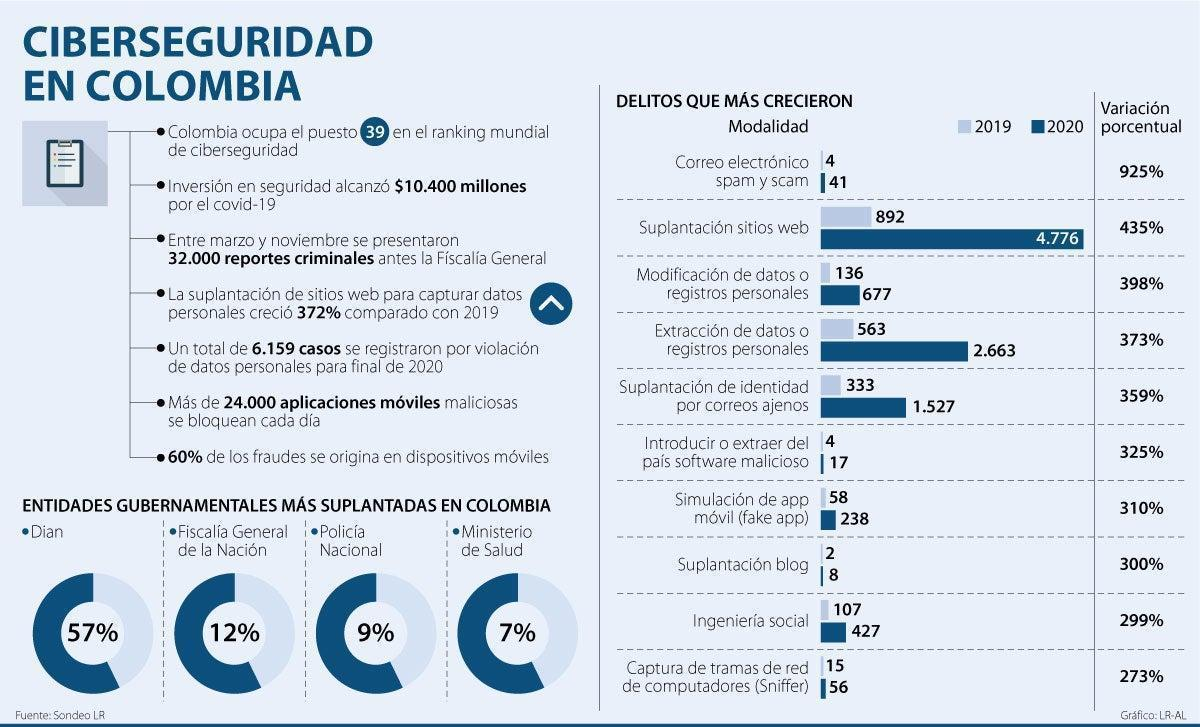 CIBERSEGURIDAD
EN COLOMBIA
Colombia ocupa el puesto 39 en el ranking mundial
de ciberseguridad
Inversión en seguridad alcanzó $10.400 millones
por el covid-19
Entre marzo y noviembre se presentaron
32.000 reportes criminales antes la Físcalía General
La suplantación de sitios web para capturar datos
personales creció 372% comparado con 2019
Un total de 6.159 casos se registraron por violación
de datos personales para final de 2020
Más de 24.000 aplicaciones móviles maliciosas
se bloquean cada día
60% de los fraudes se origina en dispositivos móviles
ENTIDADES GUBERNAMENTALES MÁS SUPLANTADAS EN COLOMBIA
Dian
Fiscalía General
de la Nación
Policía
Nacional
Ministerio
de Salud
57%
12%
9%
7%
Fuente: Sondeo LR
DELITOS QUE MÁS CRECIERON
Modalidad
2019
2020
Variación
porcentual
Correo electrónico
spam y scam
4
41
925%
Suplantación sitios web
892
4.776
435%
Modificación de datos o
registros personales
136
677
398%
Extracción de datos o
registros personales
563
2.663
373%
Suplantación de identidad
por correos ajenos
333
1.527
359%
Introducir o extraer del
país software malicioso
4
17
325%
Simulación de app
móvil (fake app)
58
238
310%
Suplantación blog
2
8
300%
Ingeniería social
107
427
299%
Captura de tramas de red
de computadores (Sniffer)
15
56
273%
Gráfico: LR-AL